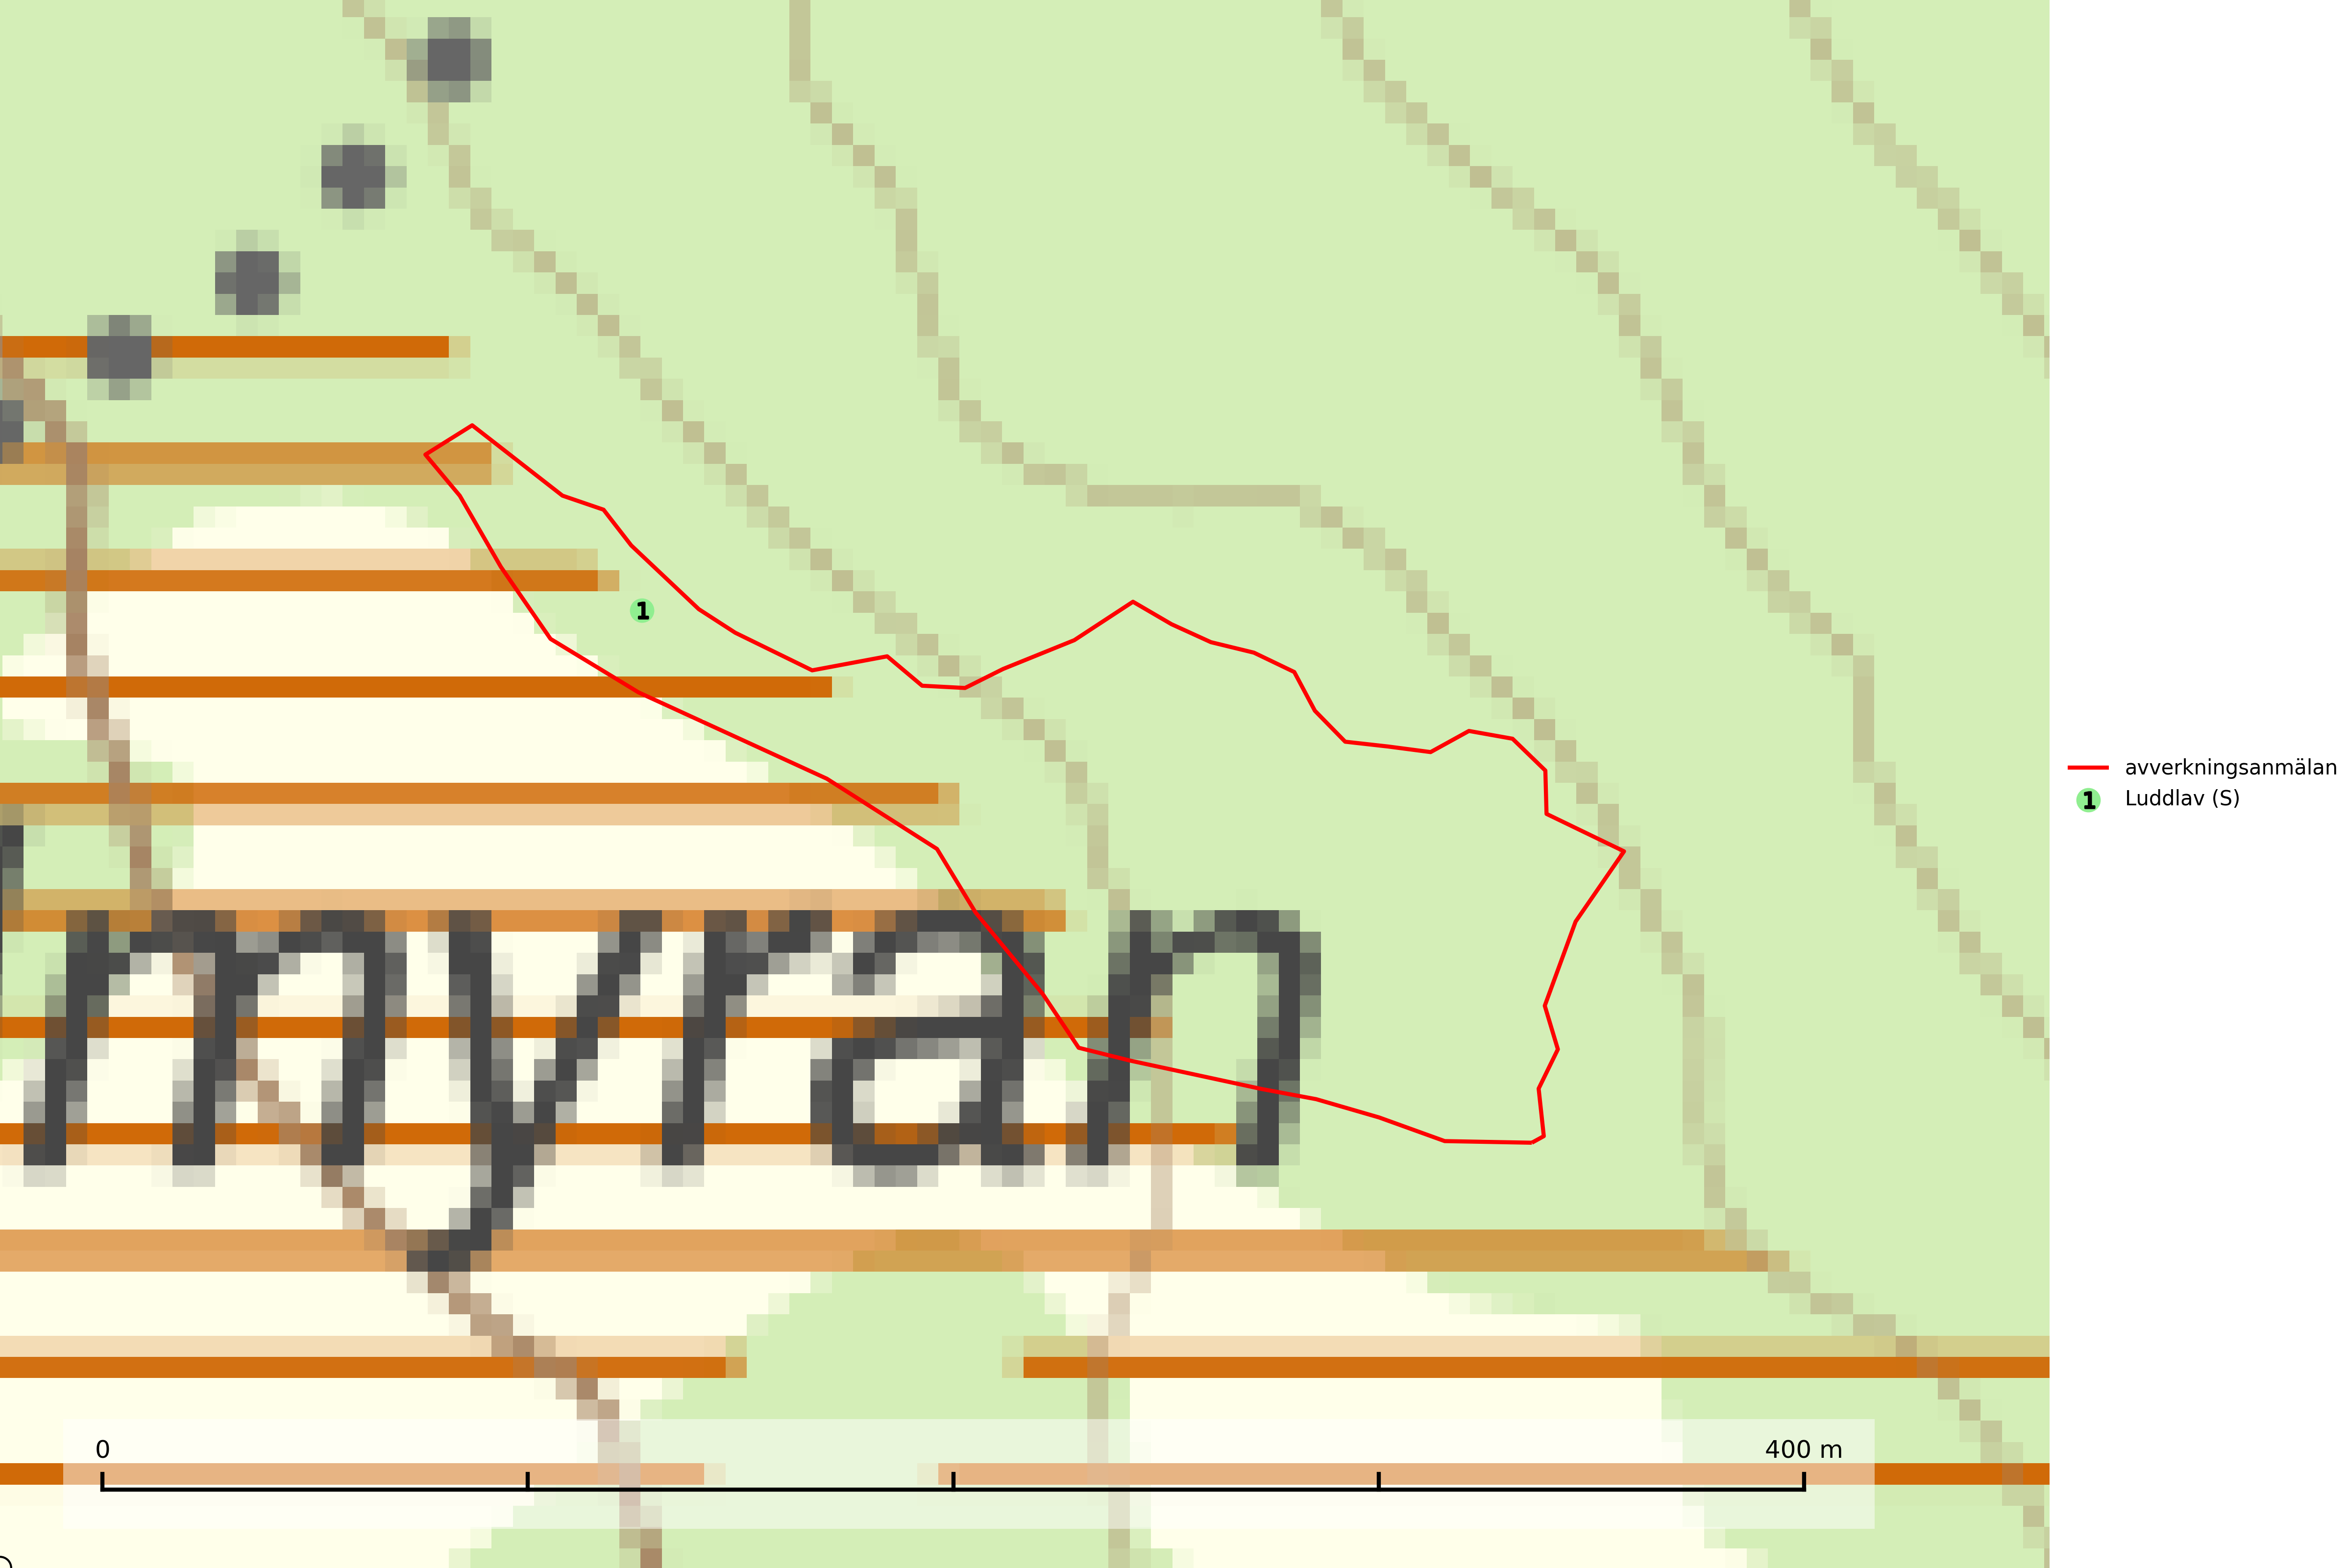 1
myran
avverkningsanmälan
1 Luddlav (S)
0 400 m